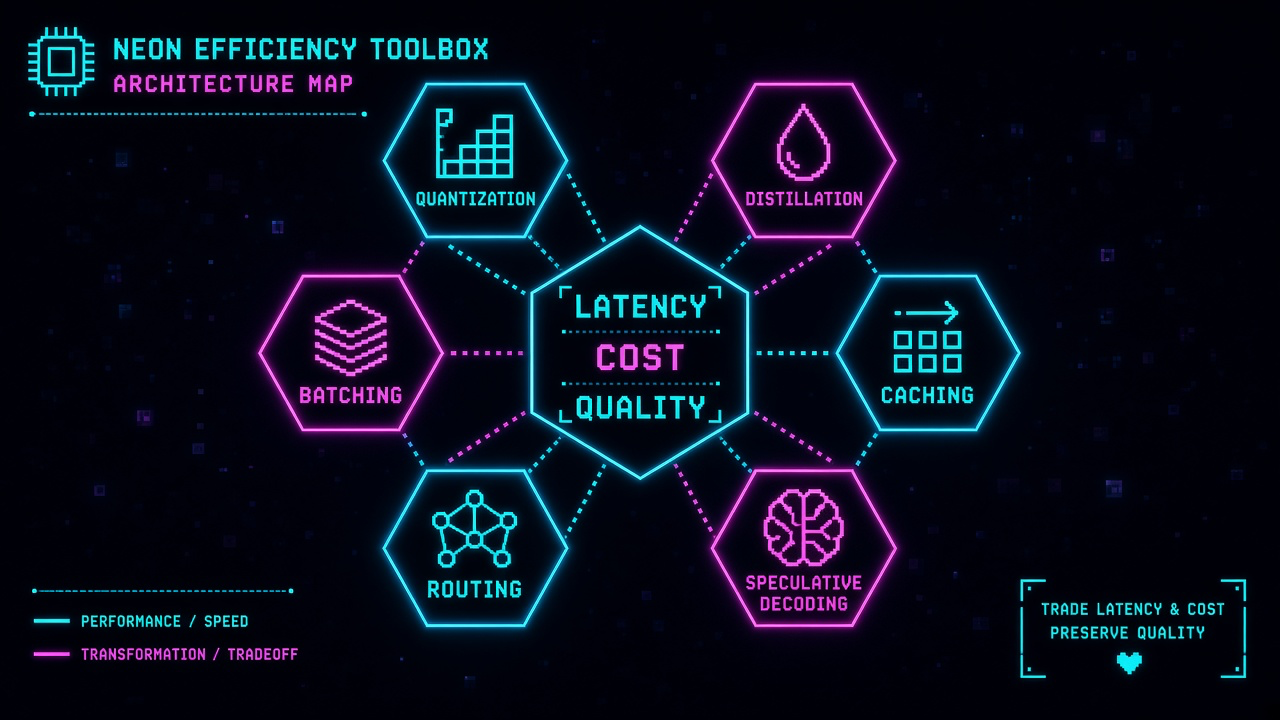 NEON EFFICIENCY TOOLBOX
ARCHITECTURE MAP
QUANTIZATION
DISTILLATION
LATENCY
COST
QUALITY
BATCHING
CACHING
ROUTING
SPECULATIVE
DECODING
PERFORMANCE / SPEED
TRANSFORMATION / TRADEOFF
TRADE LATENCY & COST
PRESERVE QUALITY